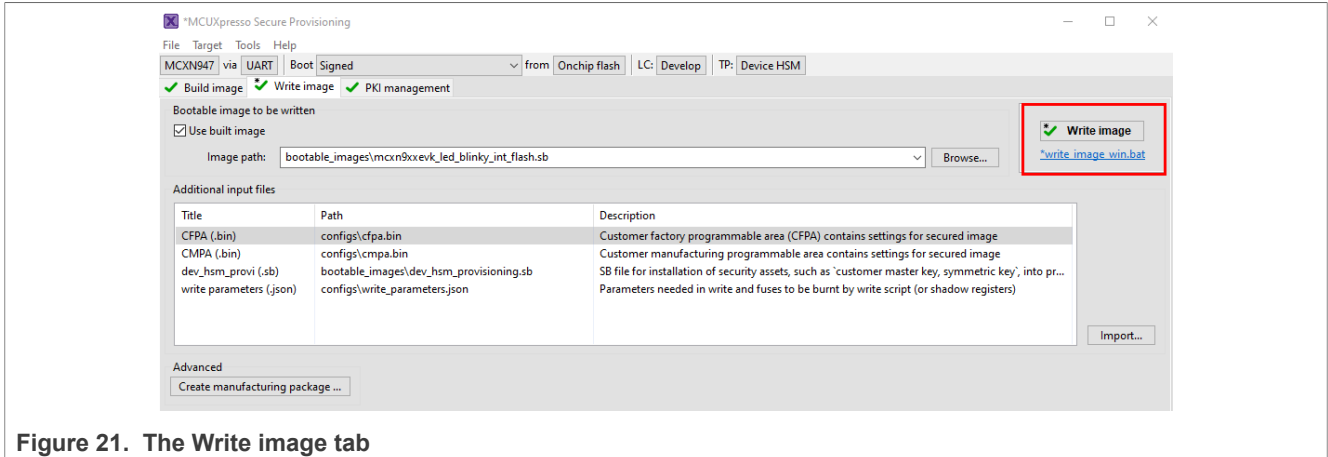 *MCUXpresso Secure Provisioning
File Target Tools Help
MCXN947 via UART Boot Signed from Onchip flash LC: Develop TP: Device HSM
Build image * Write image PKI management
Bootable image to be written
Use built image
Image path: bootable_images\mcxn9xxevk_led_blinky_int_flash.sb Browse...
* Write image
*write_image_win.bat
Additional input files
Title Path Description
CFPA (.bin) configs\cfpa.bin Customer factory programmable area (CFPA) contains settings for secured image
CMPA (.bin) configs\cmpa.bin Customer manufacturing programmable area contains settings for secured image
dev_hsm_provi (.sb) bootable_images\dev_hsm_provisioning.sb SB file for installation of security assets, such as `customer master key, symmetric key`, into pr...
write parameters (.json) configs\write_parameters.json Parameters needed in write and fuses to be burnt by write script (or shadow registers)
Import...
Advanced
Create manufacturing package ...
Figure 21. The Write image tab